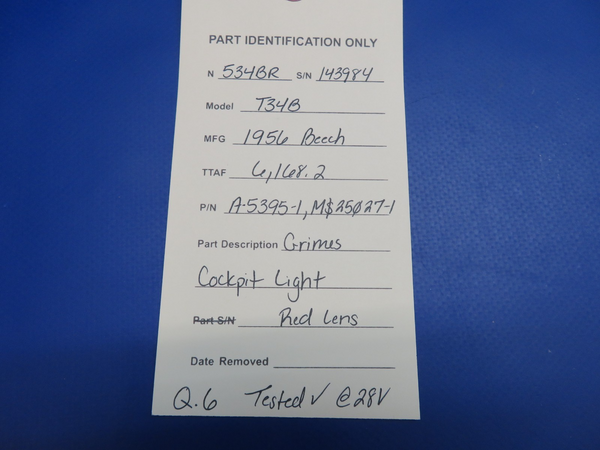 PART IDENTIFICATION ONLY
N 534BR S/N 143984
Model T34B
MFG 1956 Beech
TTAF 6,168.2
P/N A-5395-1, M$25027-1
Part Description Grimes
Cockpit Light
Part S/N Red Lens
Date Removed
Q.6 Tested ✓ @28V